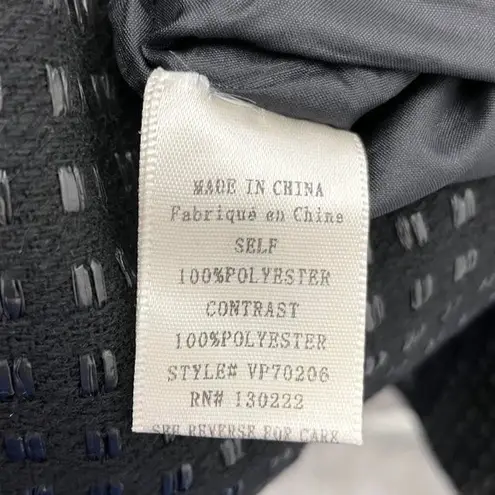 MADE IN CHINA
Fabriqué en Chine
SELF
100%POLYESTER
CONTRAST
100%POLYESTER
STYLE# VP70206
RN# 130222
SEE REVERSE FOR CARE